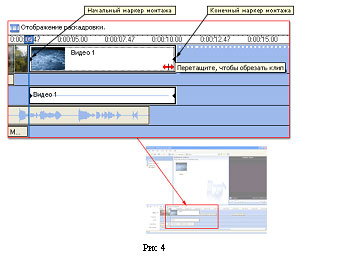 Начальный маркер монтажа
Конечный маркер монтажа
Отображение раскадровки.
0:00 2.47 0:00:05.00 0:00:07.47 0:00:10.00 0:00:12.47 0:00:15.00
Видео 1
Перетащите, чтобы обрезать клип
Видео 1
М...
Рис 4